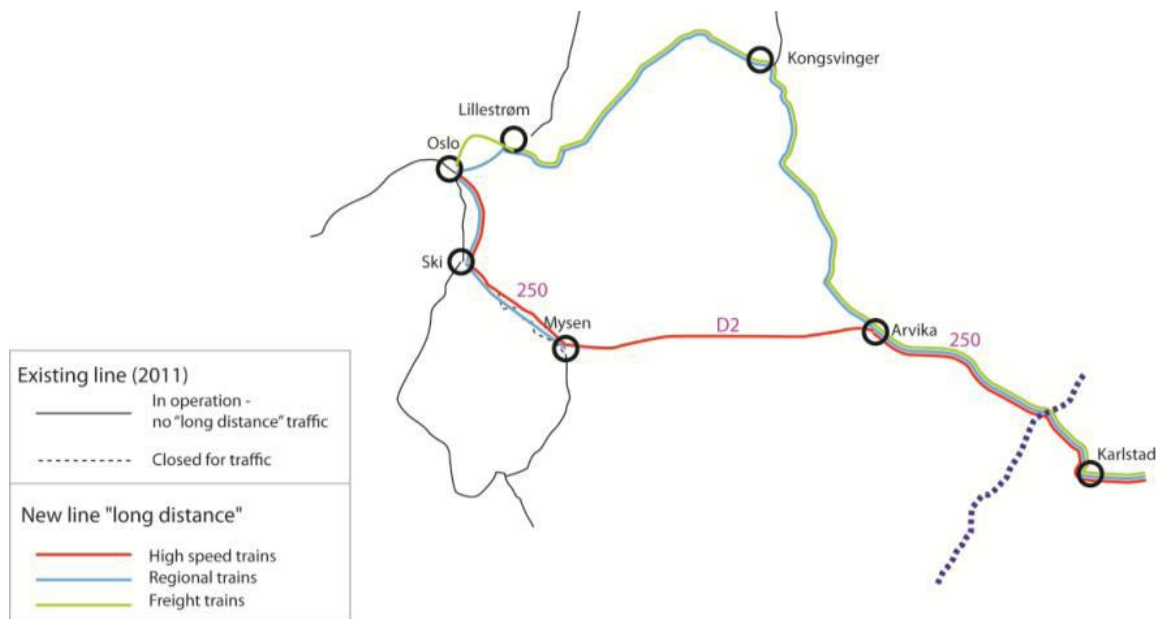 Kongsvinger
Lillestrøm
Oslo
Ski
250
Mysen
D2
Arvika
250
Karlstad
Existing line (2011)
In operation -
no "long distance" traffic
Closed for traffic
New line "long distance"
High speed trains
Regional trains
Freight trains